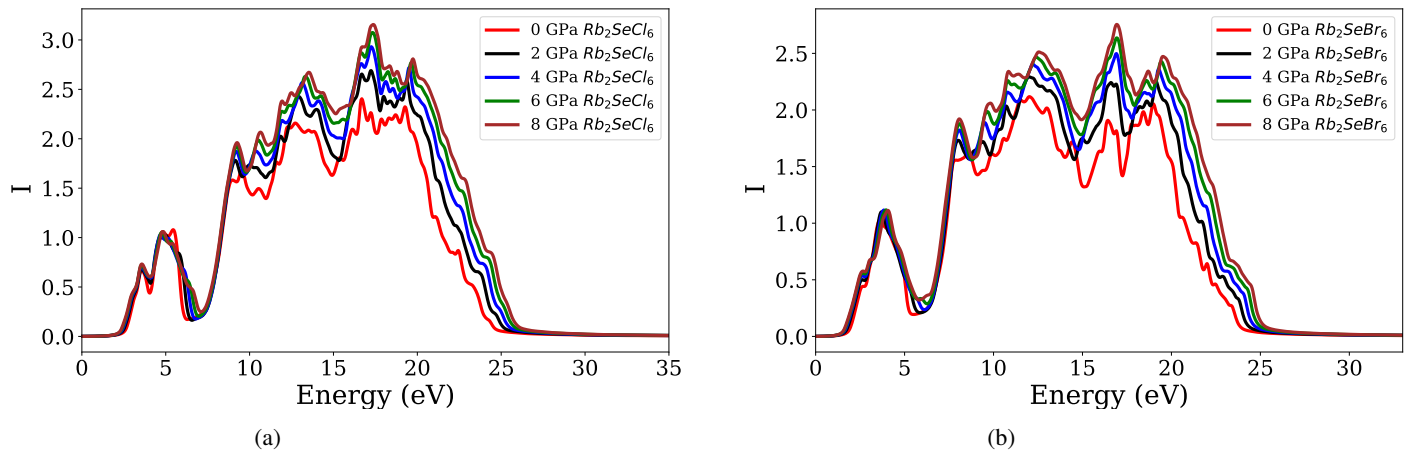 3.0
2.5
2.0
1.5
1.0
0.5
0.0
I
0 5 10 15 20 25 30 35
Energy (eV)
0 GPa Rb₂SeCl₆
2 GPa Rb₂SeCl₆
4 GPa Rb₂SeCl₆
6 GPa Rb₂SeCl₆
8 GPa Rb₂SeCl₆
(a)
2.5
2.0
1.5
1.0
0.5
0.0
I
0 5 10 15 20 25 30
Energy (eV)
0 GPa Rb₂SeBr₆
2 GPa Rb₂SeBr₆
4 GPa Rb₂SeBr₆
6 GPa Rb₂SeBr₆
8 GPa Rb₂SeBr₆
(b)